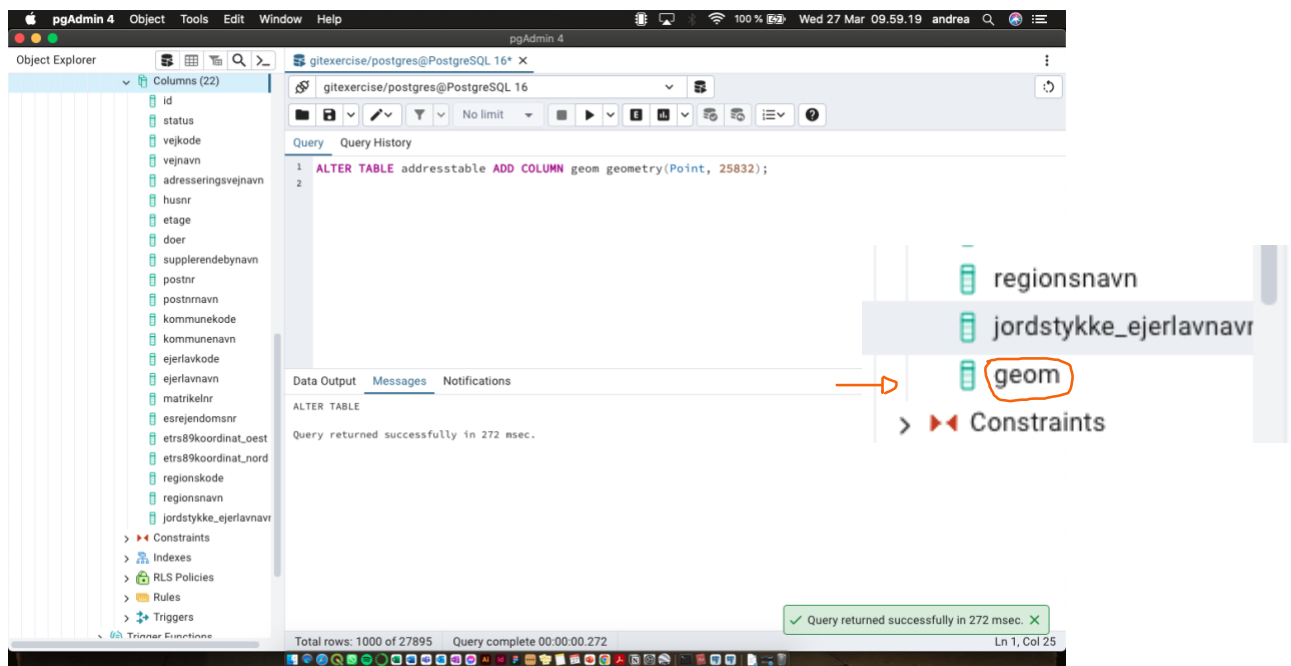 pgAdmin 4 Object Tools Edit Window Help 100 % Wed 27 Mar 09.59.19 andrea
pgAdmin 4
Object Explorer
gitexercise/postgres@PostgreSQL 16*
Columns (22)
gitexercise/postgres@PostgreSQL 16
id
status
No limit
E
vejkode
Query Query History
vejnavn
1 ALTER TABLE addresstable ADD COLUMN geom geometry(Point, 25832);
2
adresseringsvejnavn
husnr
etage
doer
supplerendebynavn
postnr
postnrnavn
kommunekode
kommunenavn
ejerlavkode
ejerlavnavn
matrikelnr
esrejendomsnr
etrs89koordinat_oest
etrs89koordinat_nord
regionskode
regionsnavn
jordstykke_ejerlavnavr
Constraints
Indexes
RLS Policies
Rules
Triggers
Trigger Functions
Data Output Messages Notifications
ALTER TABLE
Query returned successfully in 272 msec.
Query returned successfully in 272 msec.
Total rows: 1000 of 27895 Query complete 00:00:00.272 Ln 1, Col 25
regionsnavn
jordstykke_ejerlavnavr
geom
Constraints